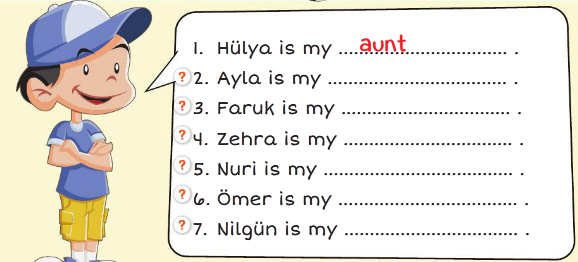 1. Hülya is my ....aunt........................ .
? 2. Ayla is my .................................... .
? 3. Faruk is my .................................. .
? 4. Zehra is my .................................. .
? 5. Nuri is my ..................................... .
? 6. Ömer is my ..................................... .
? 7. Nilgün is my ................................... .